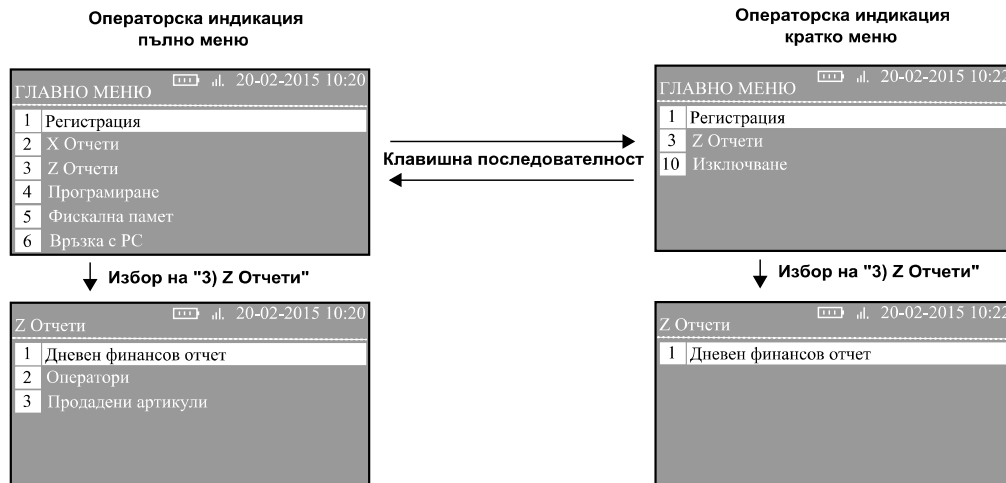 Операторска индикация
пълно меню
20-02-2015 10:20
ГЛАВНО МЕНЮ
1 Регистрация
2 X Отчети
3 Z Отчети
4 Програмиране
5 Фискална памет
6 Връзка с PC
Избор на "3) Z Отчети"
20-02-2015 10:20
Z Отчети
1 Дневен финансов отчет
2 Оператори
3 Продадени артикули
Клавишна последователност
Операторска индикация
кратко меню
20-02-2015 10:22
ГЛАВНО МЕНЮ
1 Регистрация
3 Z Отчети
10 Изключване
Избор на "3) Z Отчети"
20-02-2015 10:22
Z Отчети
1 Дневен финансов отчет